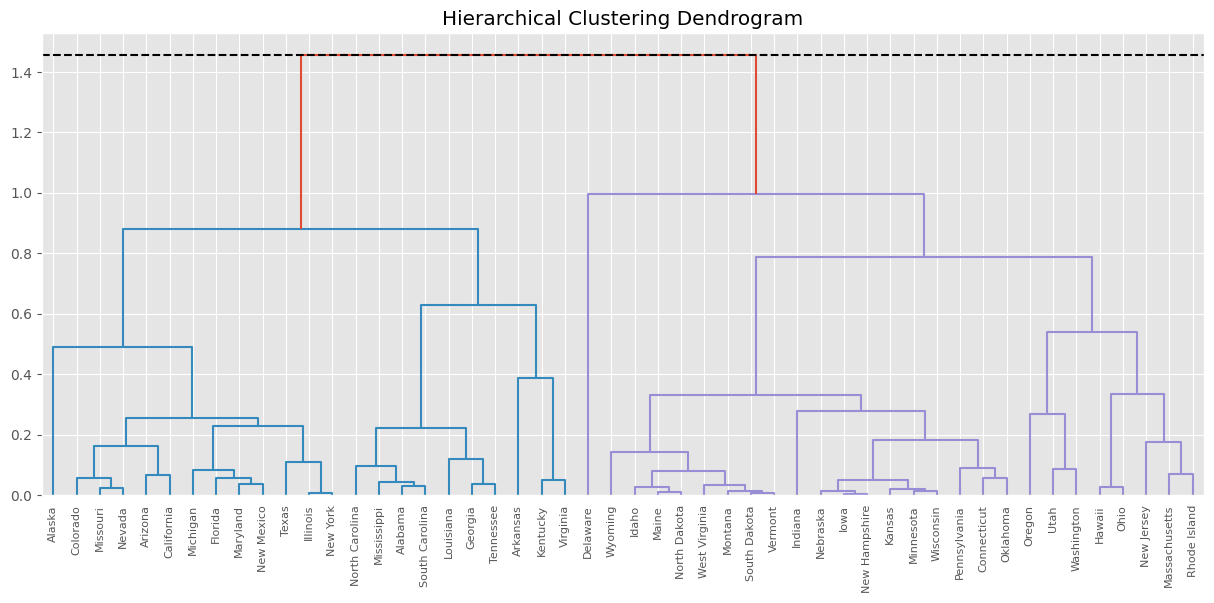 Hierarchical Clustering Dendrogram
1.4
1.2
1.0
0.8
0.6
0.4
0.2
0.0
Alaska
Colorado
Missouri
Nevada
Arizona
California
Michigan
Florida
Maryland
New Mexico
Texas
Illinois
New York
North Carolina
Mississippi
Alabama
South Carolina
Louisiana
Georgia
Tennessee
Arkansas
Kentucky
Virginia
Delaware
Wyoming
Idaho
Maine
North Dakota
West Virginia
Montana
South Dakota
Vermont
Indiana
Nebraska
Iowa
New Hampshire
Kansas
Minnesota
Wisconsin
Pennsylvania
Connecticut
Oklahoma
Oregon
Utah
Washington
Hawaii
Ohio
New Jersey
Massachusetts
Rhode Island